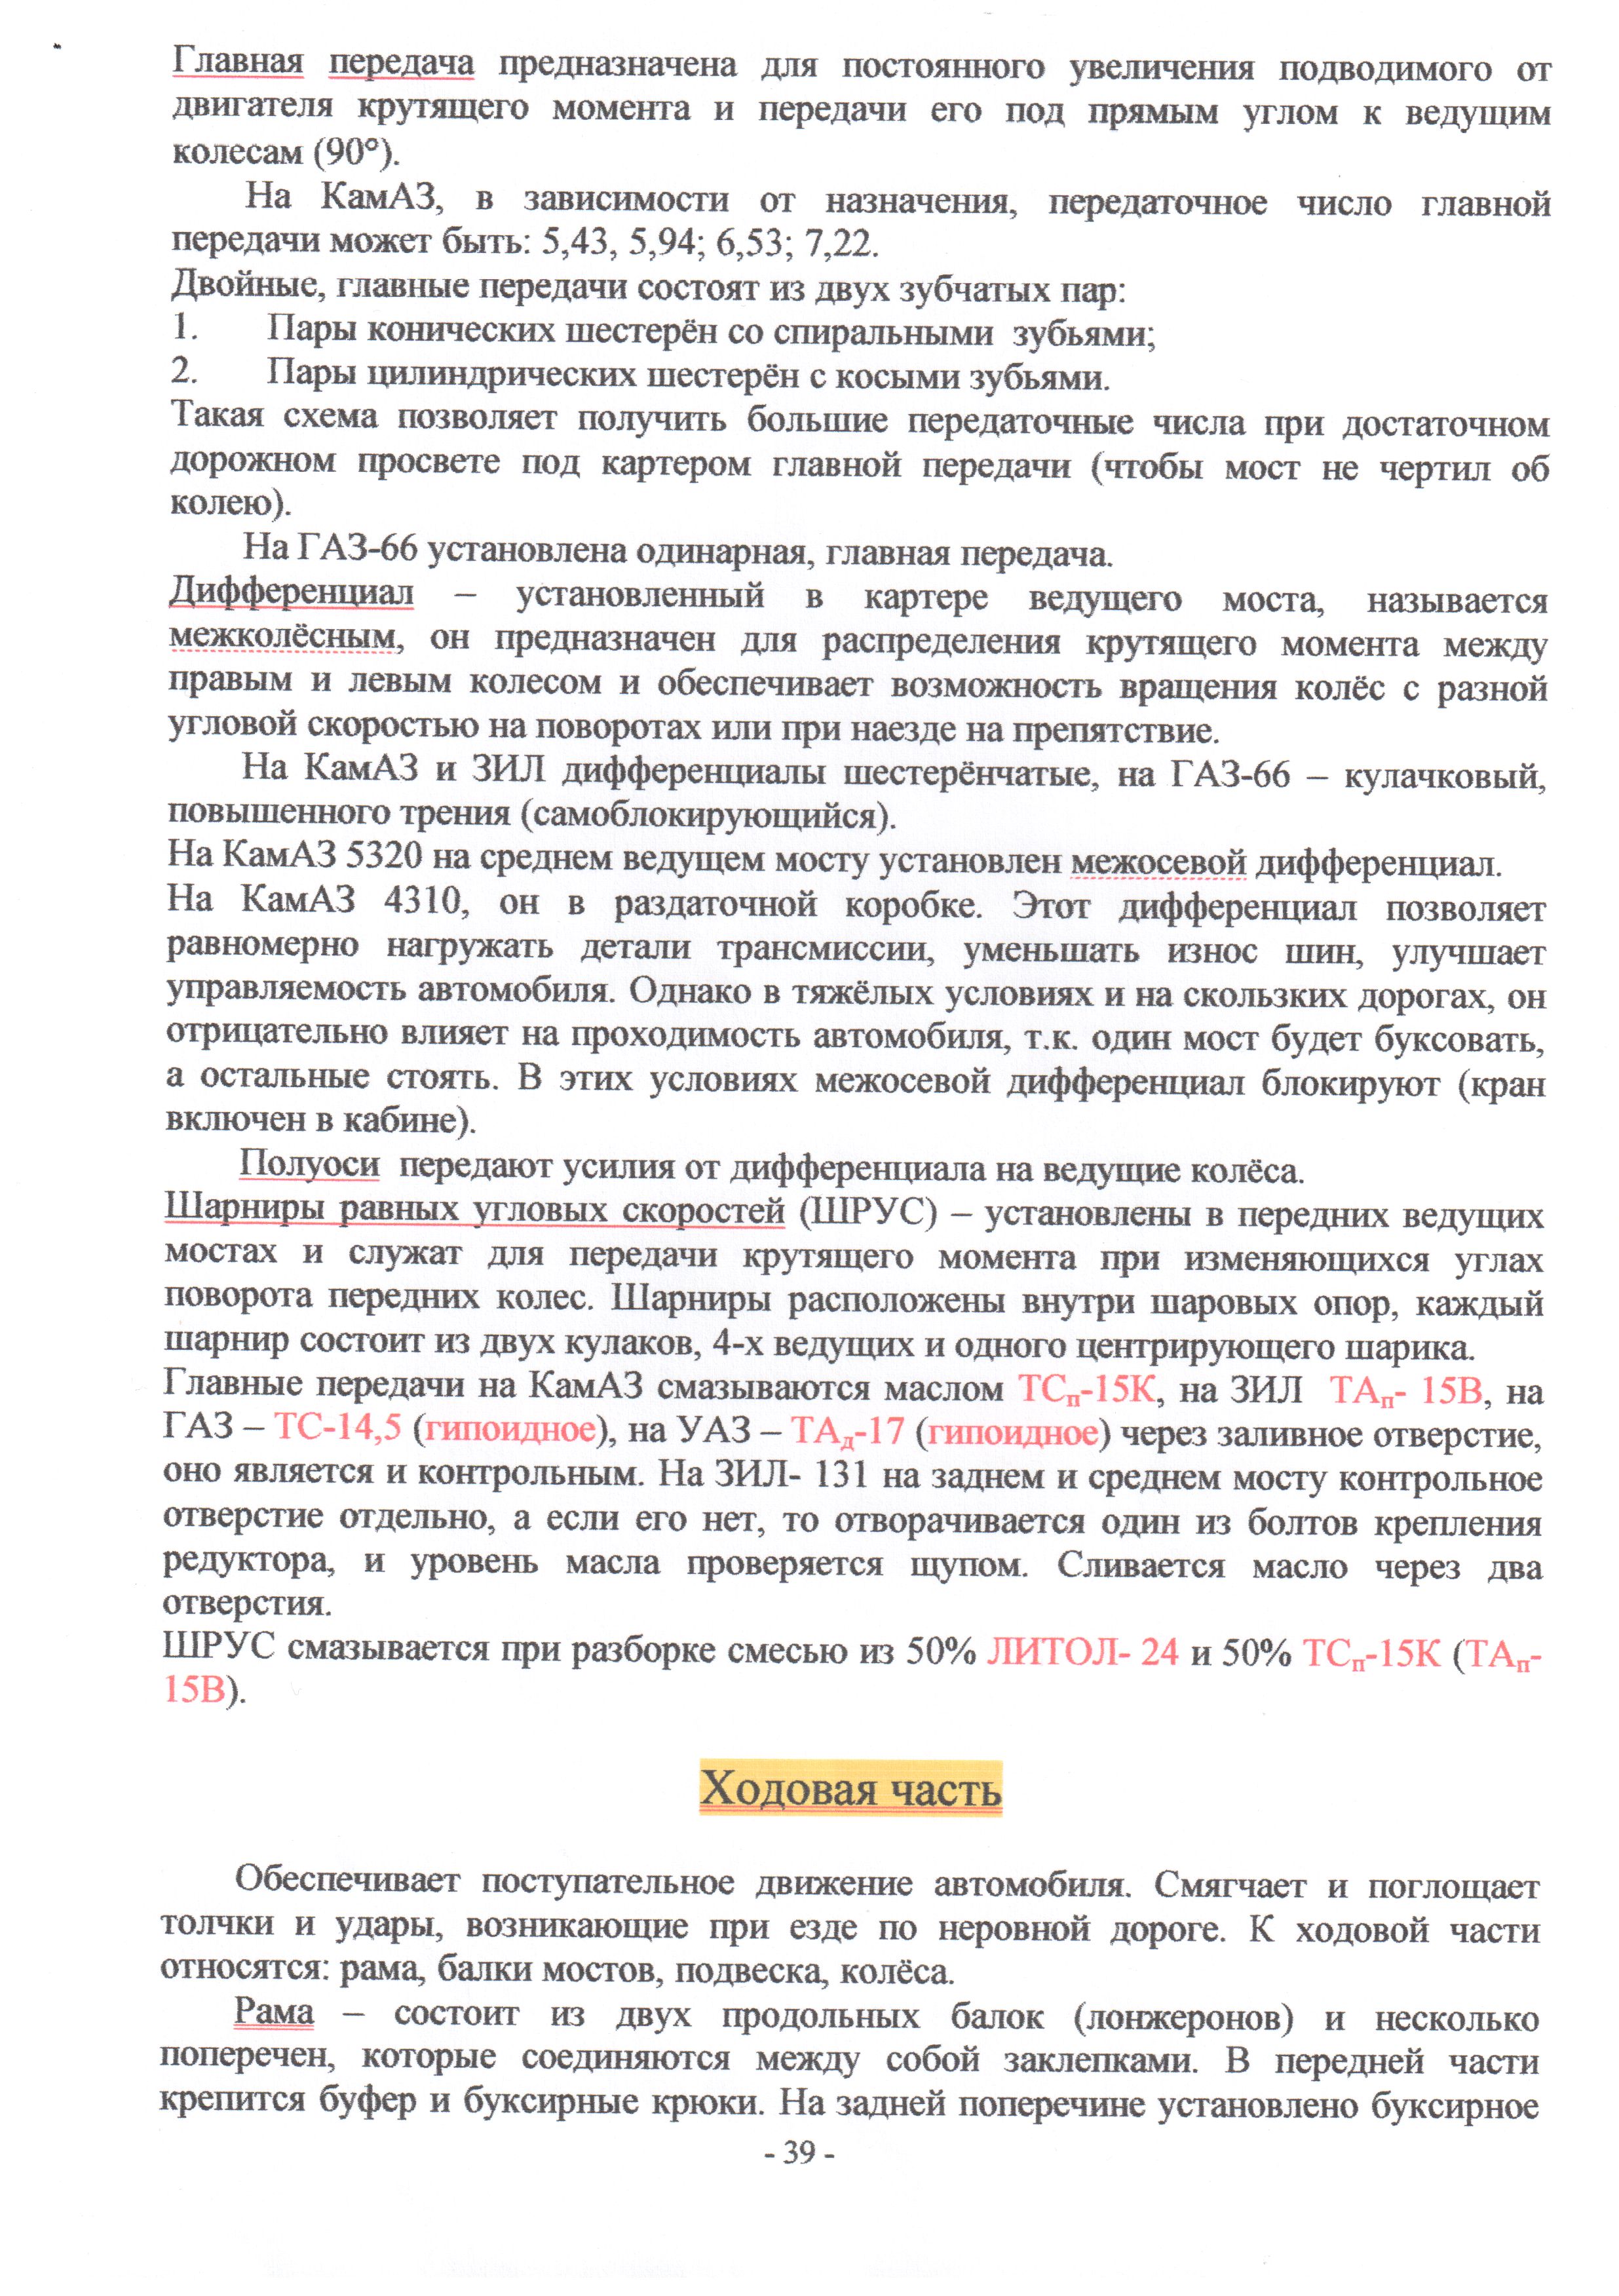 Главная передача предназначена для постоянного увеличения подводимого от
двигателя крутящего момента и передачи его под прямым углом к ведущим
колесам (90°).
На КамАЗ, в зависимости от назначения, передаточное число главной
передачи может быть: 5,43, 5,94; 6,53; 7,22.
Двойные, главные передачи состоят из двух зубчатых пар:
1. Пары конических шестерён со спиральными зубьями;
2. Пары цилиндрических шестерён с косыми зубьями.
Такая схема позволяет получить большие передаточные числа при достаточном
дорожном просвете под картером главной передачи (чтобы мост не чертил об
колею).
На ГАЗ-66 установлена одинарная, главная передача.
Дифференциал – установленный в картере ведущего моста, называется
межколёсным, он предназначен для распределения крутящего момента между
правым и левым колесом и обеспечивает возможность вращения колёс с разной
угловой скоростью на поворотах или при наезде на препятствие.
На КамАЗ и ЗИЛ дифференциалы шестерёнчатые, на ГАЗ-66 – кулачковый,
повышенного трения (самоблокирующийся).
На КамАЗ 5320 на среднем ведущем мосту установлен межосевой дифференциал.
На КамАЗ 4310, он в раздаточной коробке. Этот дифференциал позволяет
равномерно нагружать детали трансмиссии, уменьшать износ шин, улучшает
управляемость автомобиля. Однако в тяжёлых условиях и на скользких дорогах, он
отрицательно влияет на проходимость автомобиля, т.к. один мост будет буксовать,
а остальные стоять. В этих условиях межосевой дифференциал блокируют (кран
включен в кабине).
Полуоси передают усилия от дифференциала на ведущие колёса.
Шарниры равных угловых скоростей (ШРУС) – установлены в передних ведущих
мостах и служат для передачи крутящего момента при изменяющихся углах
поворота передних колес. Шарниры расположены внутри шаровых опор, каждый
шарнир состоит из двух кулаков, 4-х ведущих и одного центрирующего шарика.
Главные передачи на КамАЗ смазываются маслом ТСп-15К, на ЗИЛ ТАп- 15В, на
ГАЗ – ТС-14,5 (гипоидное), на УАЗ – ТАд-17 (гипоидное) через заливное отверстие,
оно является и контрольным. На ЗИЛ- 131 на заднем и среднем мосту контрольное
отверстие отдельно, а если его нет, то отворачивается один из болтов крепления
редуктора, и уровень масла проверяется щупом. Сливается масло через два
отверстия.
ШРУС смазывается при разборке смесью из 50% ЛИТОЛ- 24 и 50% ТСп-15К (ТАп-
15В).
Ходовая часть
Обеспечивает поступательное движение автомобиля. Смягчает и поглощает
толчки и удары, возникающие при езде по неровной дороге. К ходовой части
относятся: рама, балки мостов, подвеска, колёса.
Рама – состоит из двух продольных балок (лонжеронов) и несколько
поперечен, которые соединяются между собой заклепками. В передней части
крепится буфер и буксирные крюки. На задней поперечине установлено буксирное
- 39 -